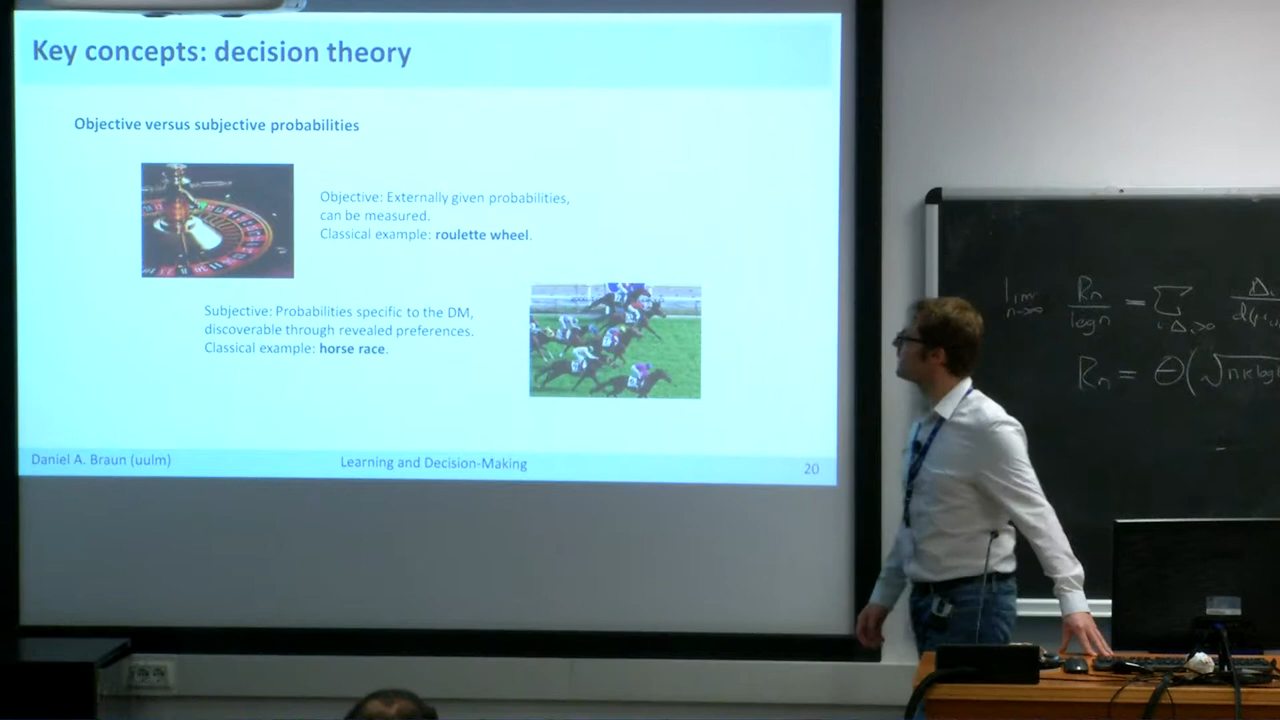 Key concepts: decision theory
Objective versus subjective probabilities
Objective: Externally given probabilities,
can be measured.
Classical example: roulette wheel.
Subjective: Probabilities specific to the DM,
discoverable through revealed preferences.
Classical example: horse race.
Daniel A. Braun (uulm)
Learning and Decision-Making
20
lim n→∞ Rn/logn = Σ
Rn = Θ(√nklog